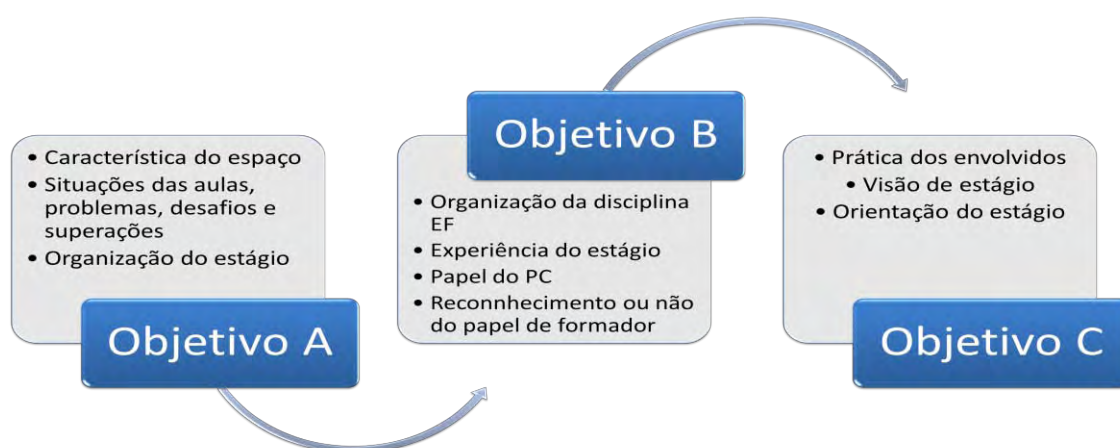 • Característica do espaço
• Situações das aulas,
problemas, desafios e
superações
• Organização do estágio
Objetivo A
Objetivo B
• Organização da disciplina
EF
• Experiência do estágio
• Papel do PC
• Reconnhecimento ou não
do papel de formador
• Prática dos envolvidos
• Visão de estágio
• Orientação do estágio
Objetivo C